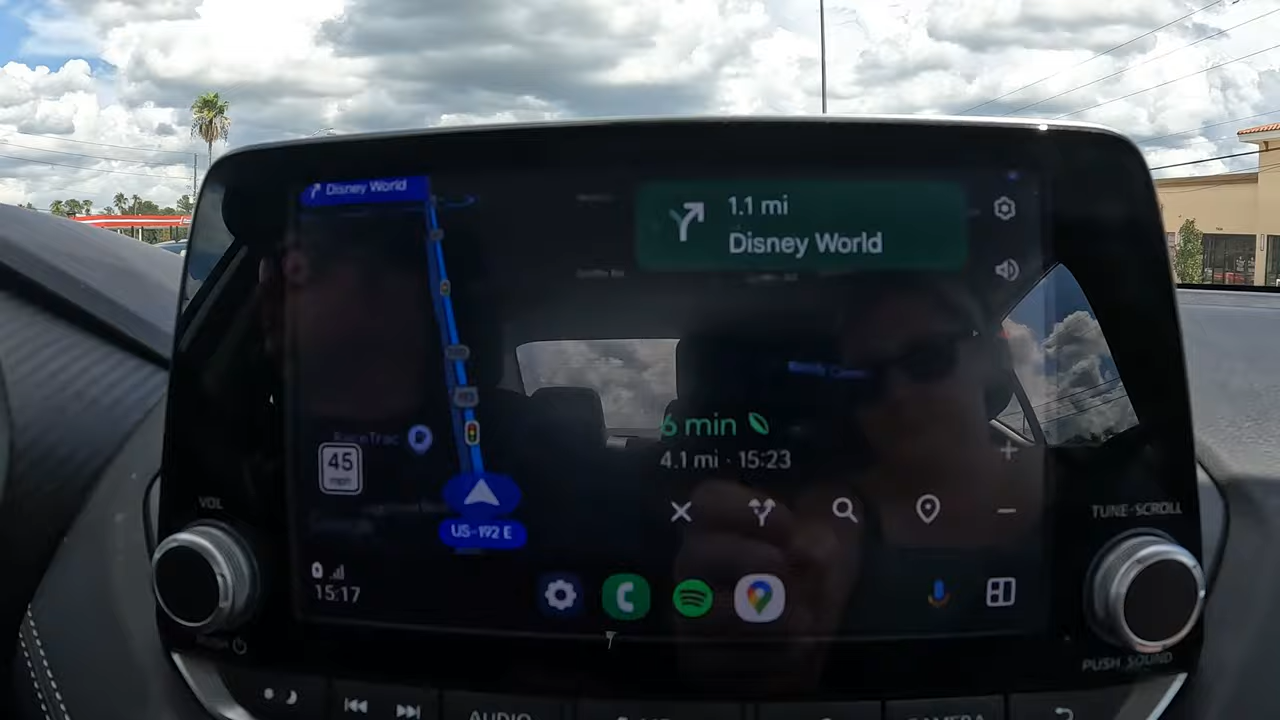 Disney World
1.1 mi
Disney World
RaceTrac
45
mph
6 min
4.1 mi · 15:23
US-192 E
15:17
VOL
TUNE·SCROLL
PUSH SOUND
AUDIO
CAMERA